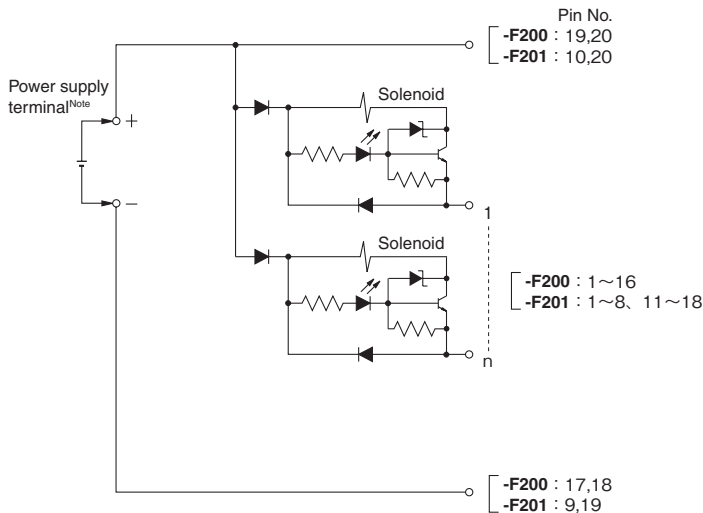 Pin No.
-F200 : 19,20
-F201 : 10,20
Power supply
terminalNote
+
−
Solenoid
1
Solenoid
-F200 : 1～16
-F201 : 1～8、11～18
n
-F200 : 17,18
-F201 : 9,19